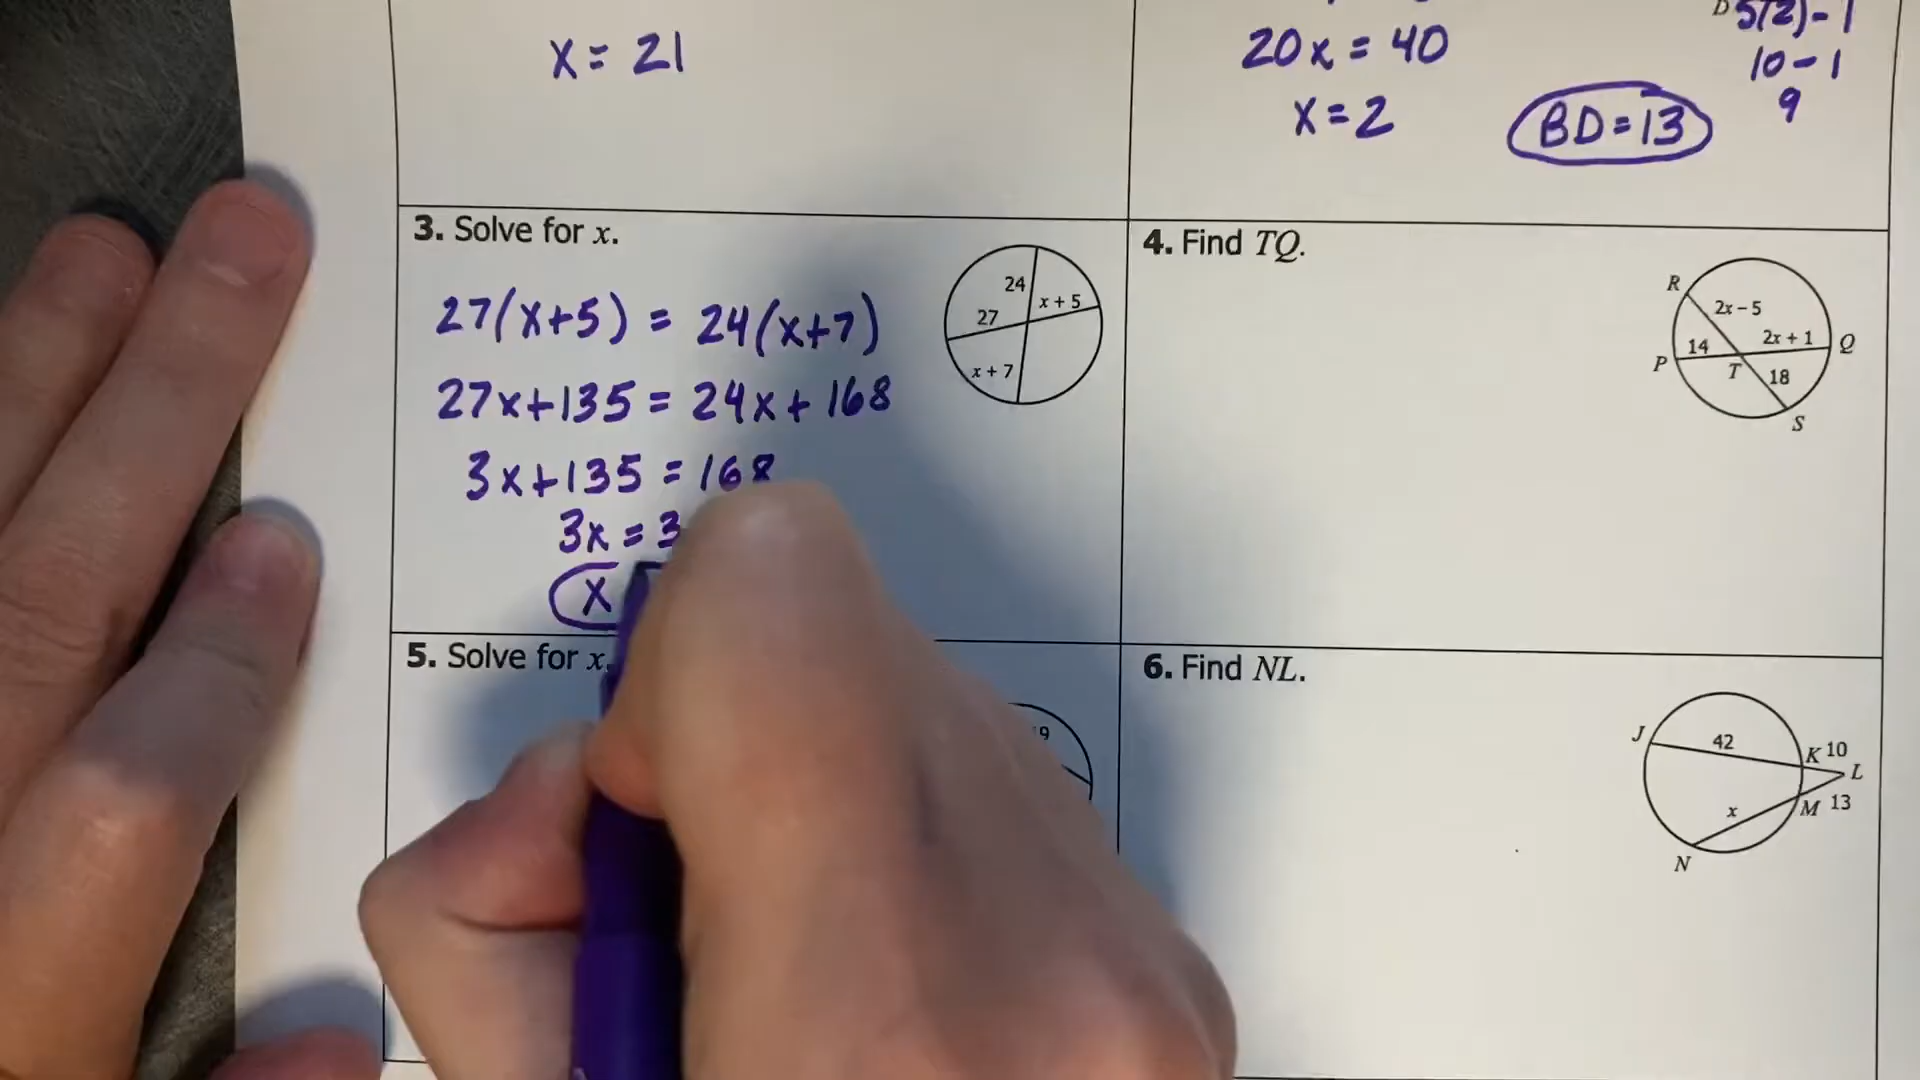 x = 21
20x = 40
x = 2
BD = 13
D 5(2) - 1
10 - 1
9
3. Solve for x.
27(x+5) = 24(x+7)
27x+135 = 24x+168
3x+135 = 168
3x = 3
x
24
x + 5
27
x + 7
4. Find TQ.
R
2x – 5
14
2x + 1
Q
P
T
18
S
5. Solve for x.
9
6. Find NL.
J
42
K 10
L
x
M 13
N